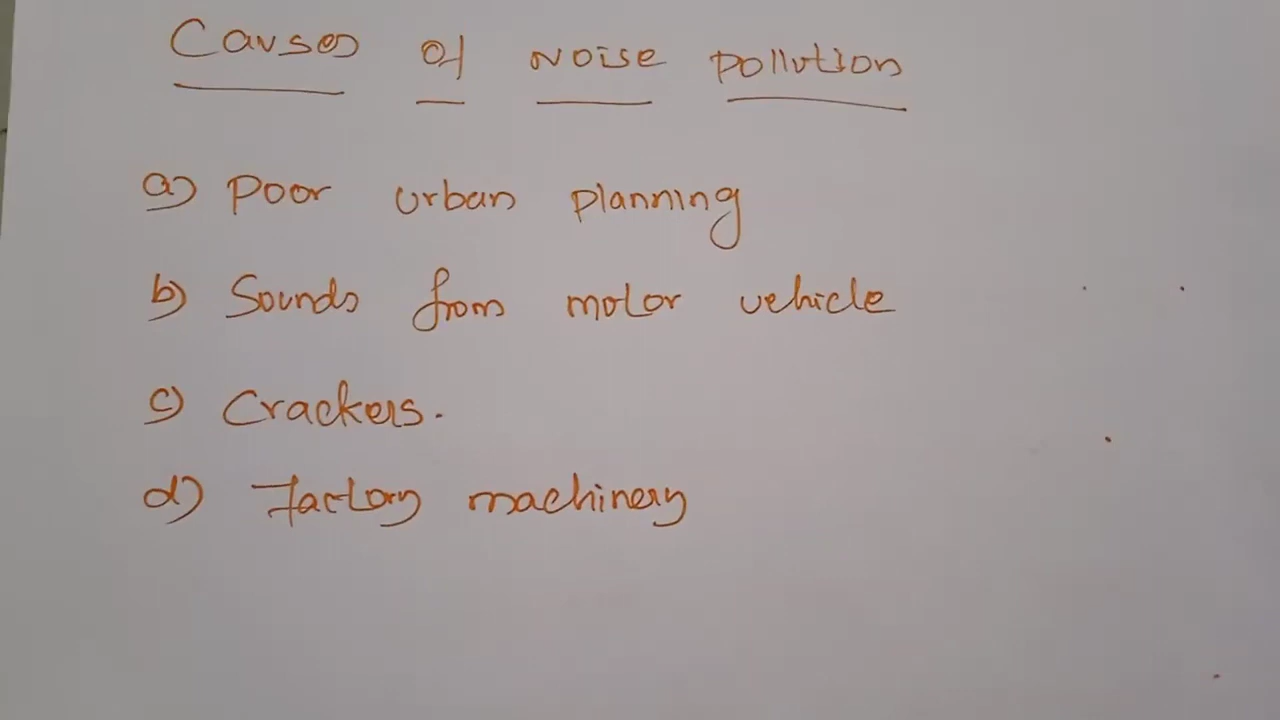 Causes of Noise Pollution
a) Poor urban planning
b) Sounds from motor vehicle
c) Crackers.
d) Factory machinery